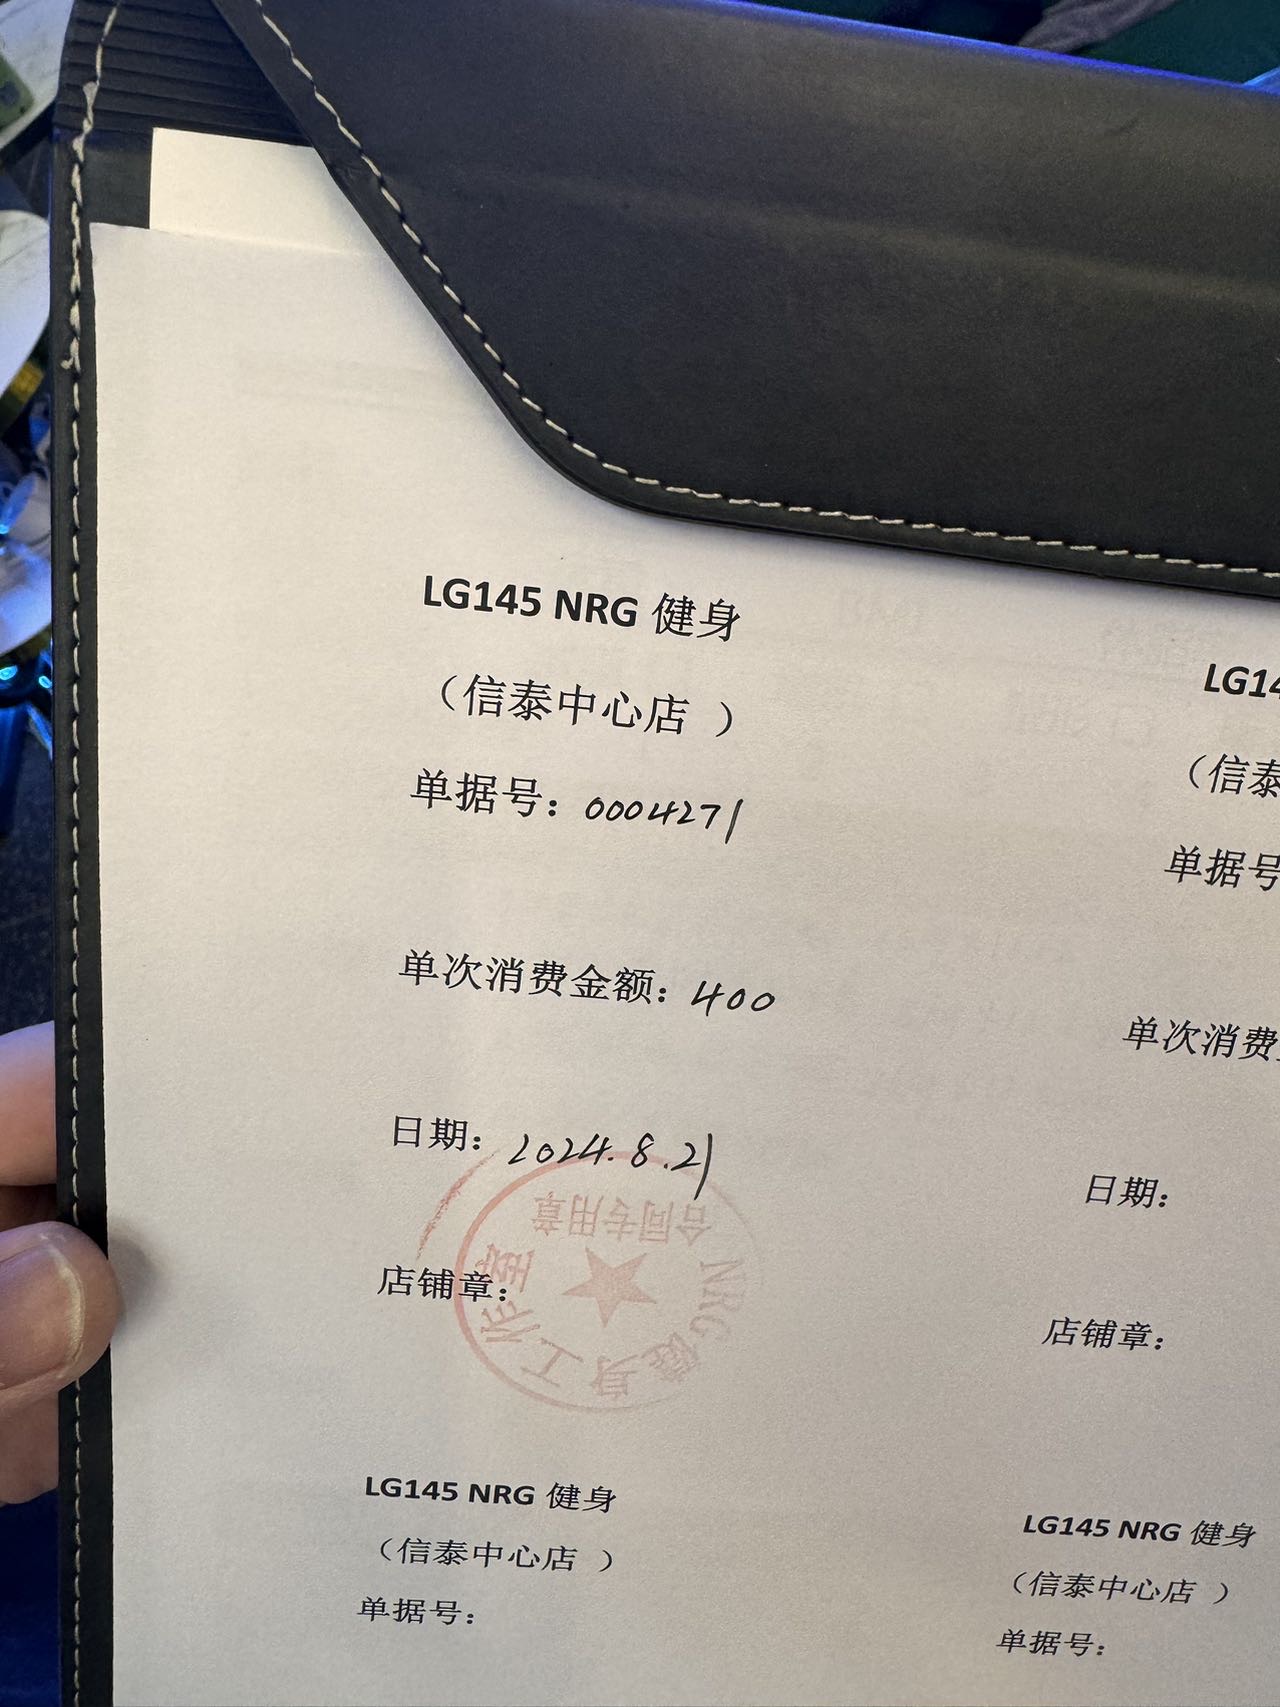 LG145 NRG 健身
（信泰中心店 ）
单据号：0004271
单次消费金额：400
日期：2024.8.21
店铺章：
NRG健身工作室
合同专用章
LG14
（信泰
单据号
单次消费
日期：
店铺章：
LG145 NRG 健身
（信泰中心店 ）
单据号：
LG145 NRG 健身
（信泰中心店 ）
单据号：